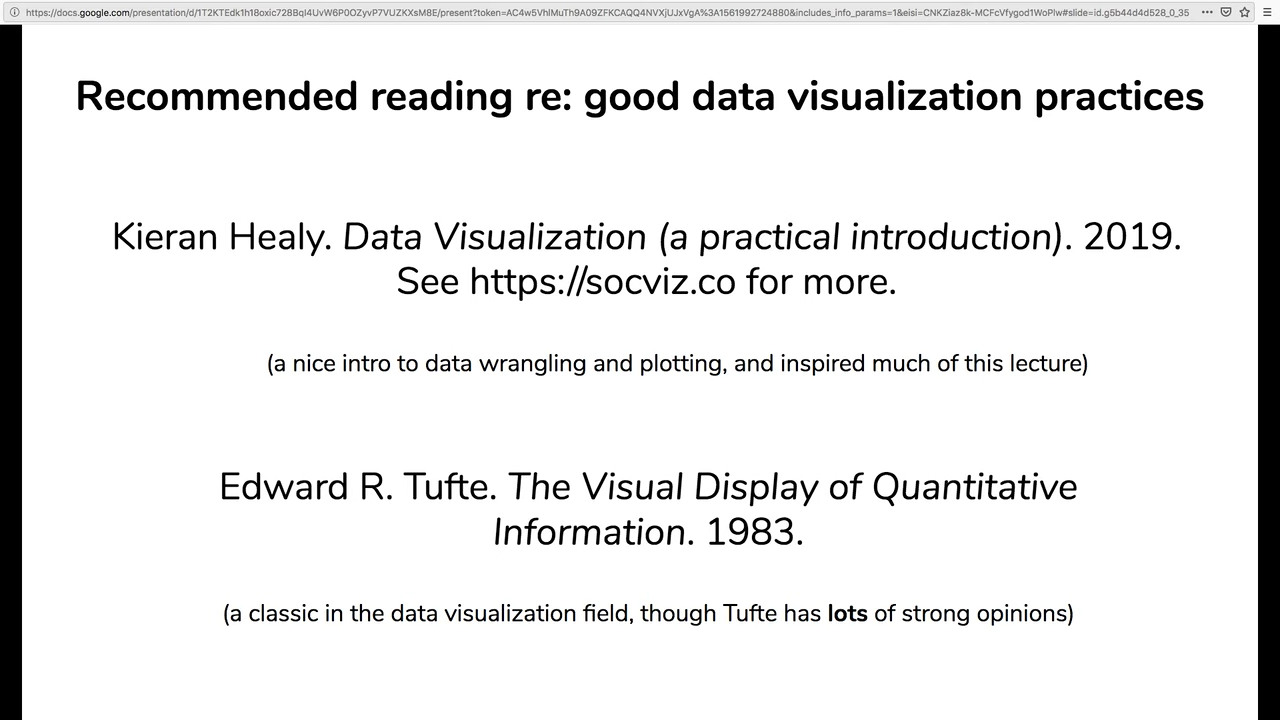 https://docs.google.com/presentation/d/1T2KTEdk1h18oxic728BqI4UvW6P0OZyvP7VUZKXsM8E/present?token=AC4w5VhlMuTh9A09ZFKCAQQ4NVXjUJxVgA%3A1561992724880&includes_info_params=1&eisi=CNKZiaz8k-MCFcVfygod1WoPlw#slide=id.g5b44d4d528_0_35
Recommended reading re: good data visualization practices
Kieran Healy. Data Visualization (a practical introduction). 2019.
See https://socviz.co for more.
(a nice intro to data wrangling and plotting, and inspired much of this lecture)
Edward R. Tufte. The Visual Display of Quantitative
Information. 1983.
(a classic in the data visualization field, though Tufte has lots of strong opinions)